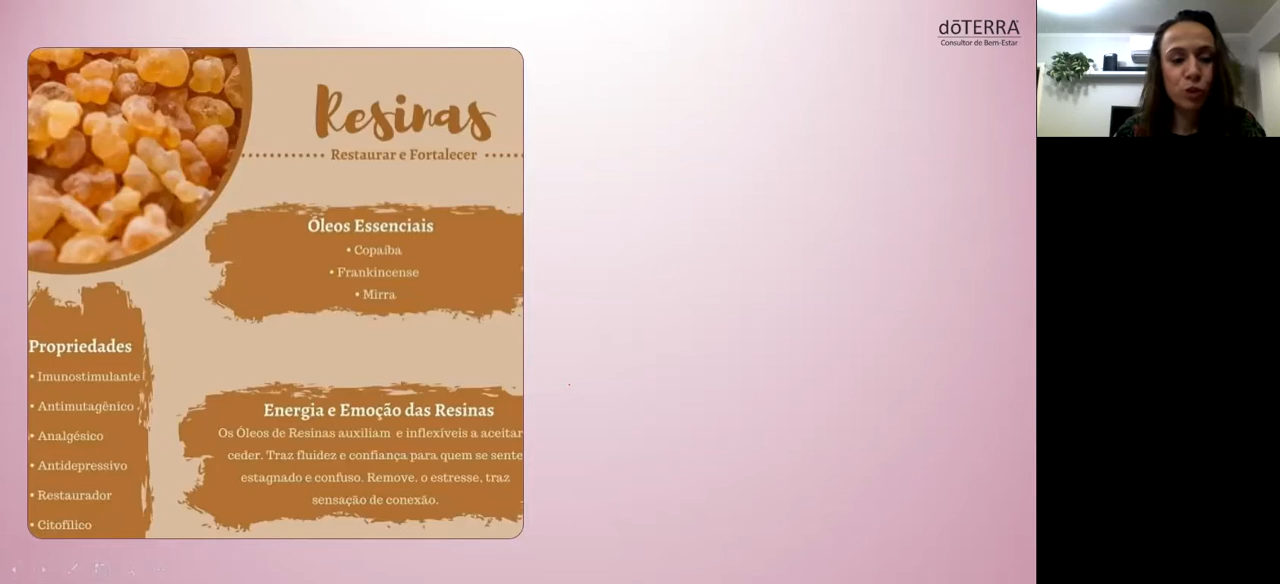 dōTERRA
Consultor de Bem-Estar
Resinas
Restaurar e Fortalecer
Óleos Essenciais
• Copaíba
• Frankincense
• Mirra
Propriedades
• Imunostimulante
• Antimutagênico
• Analgésico
• Antidepressivo
• Restaurador
• Citofílico
Energia e Emoção das Resinas
Os Óleos de Resinas auxiliam e inflexíveis a aceitar
ceder. Traz fluidez e confiança para quem se sente
estagnado e confuso. Remove, o estresse, traz
sensação de conexão.